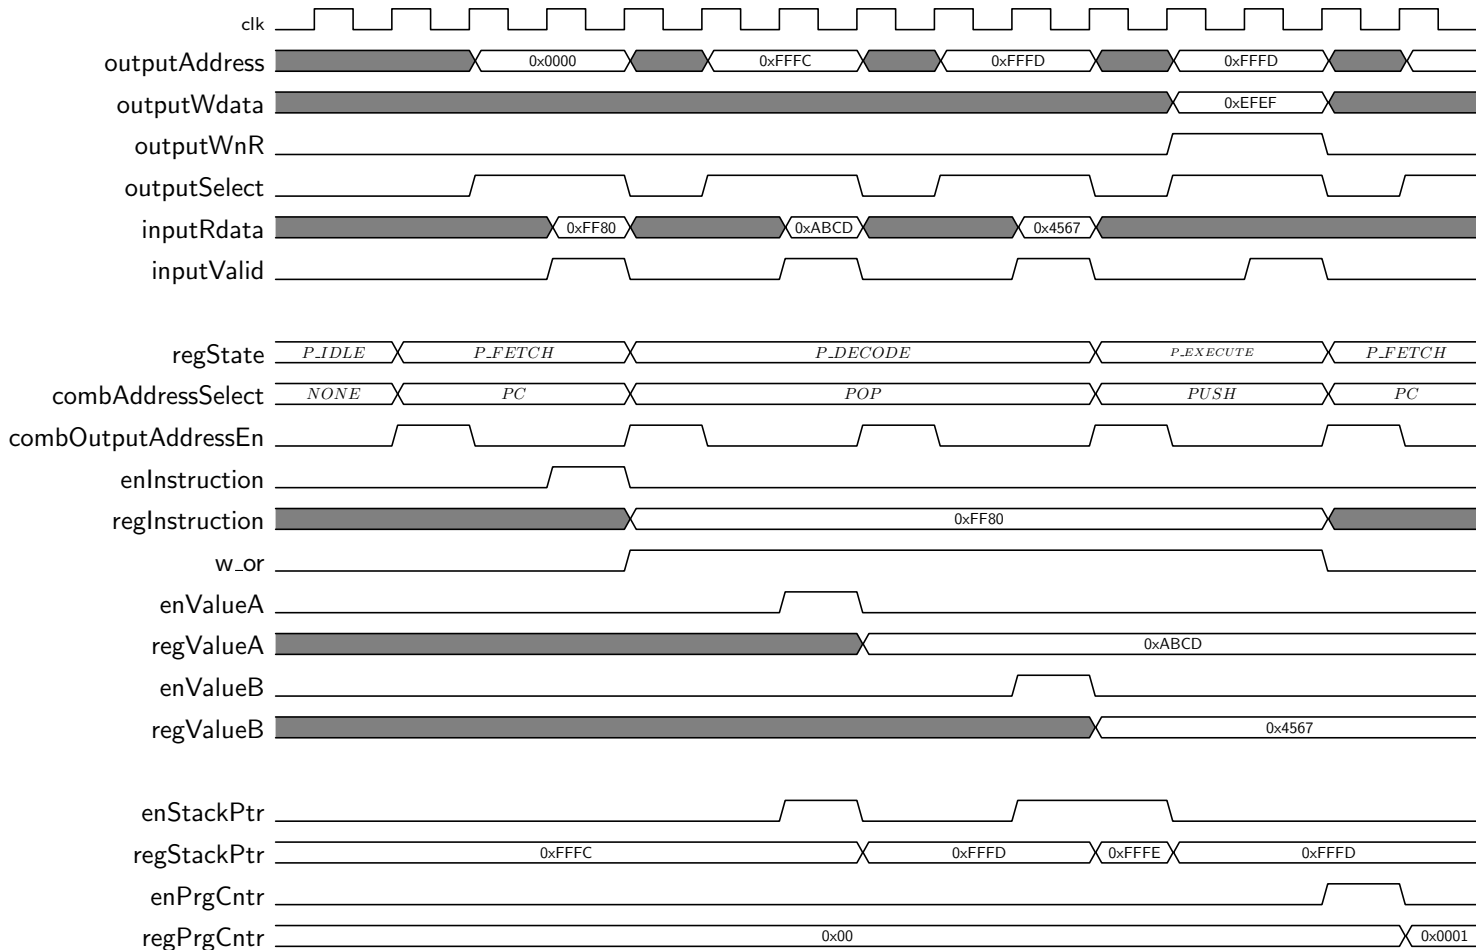 clk
outputAddress 0x0000 0xFFFC 0xFFFD 0xFFFD
outputWdata 0xEFEF
outputWnR
outputSelect
inputRdata 0xFF80 0xABCD 0x4567
inputValid
regState P_IDLE P_FETCH P_DECODE P_EXECUTE P_FETCH
combAddressSelect NONE PC POP PUSH PC
combOutputAddressEn
enInstruction
regInstruction 0xFF80
w_or
enValueA
regValueA 0xABCD
enValueB
regValueB 0x4567
enStackPtr
regStackPtr 0xFFFC 0xFFFD 0xFFFE 0xFFFD
enPrgCntr
regPrgCntr 0x00 0x0001